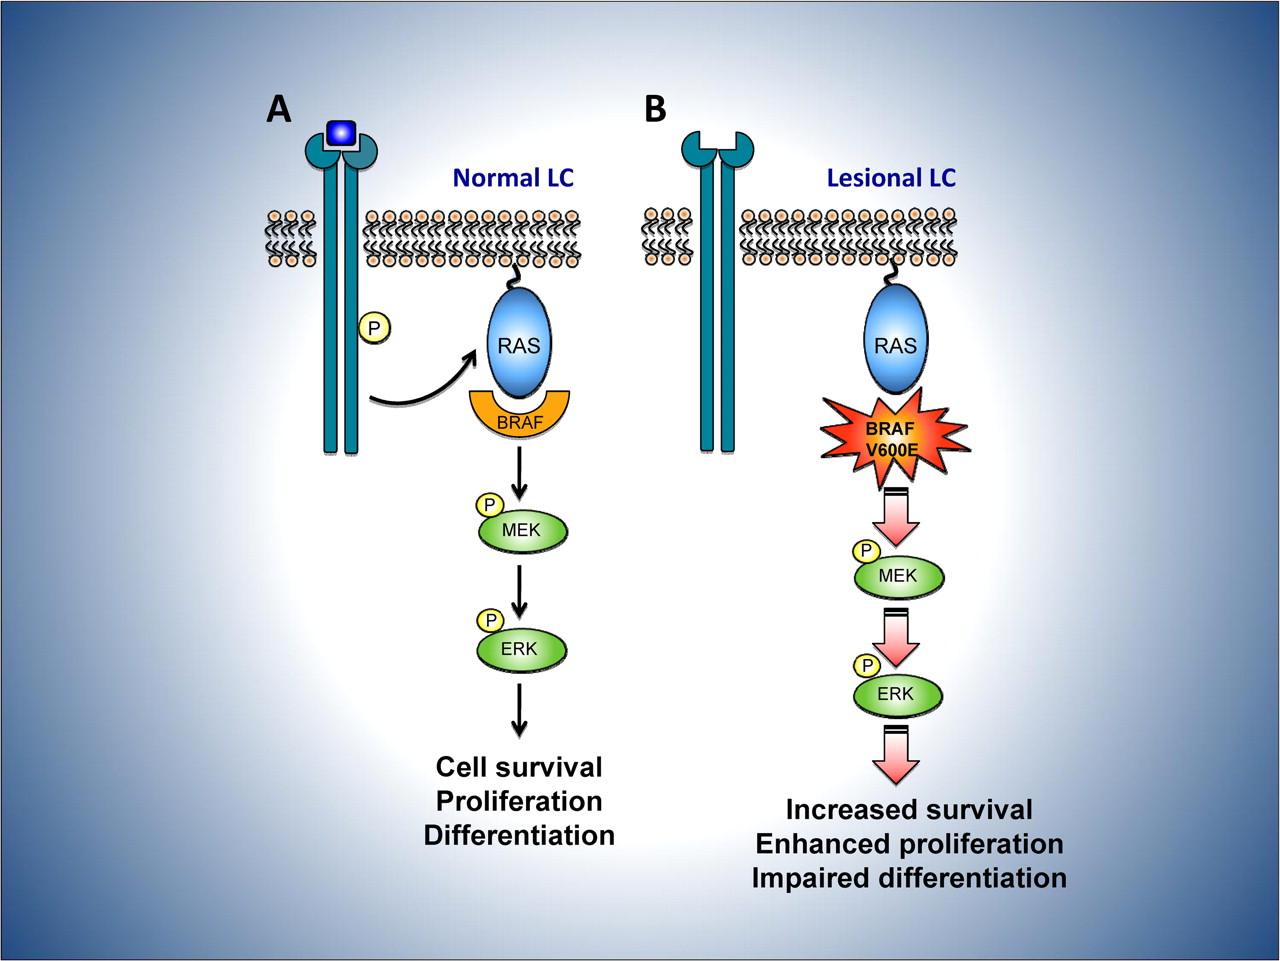 A
Normal LC
P
RAS
BRAF
P
MEK
P
ERK
Cell survival
Proliferation
Differentiation
B
Lesional LC
RAS
BRAF
V600E
P
MEK
P
ERK
Increased survival
Enhanced proliferation
Impaired differentiation